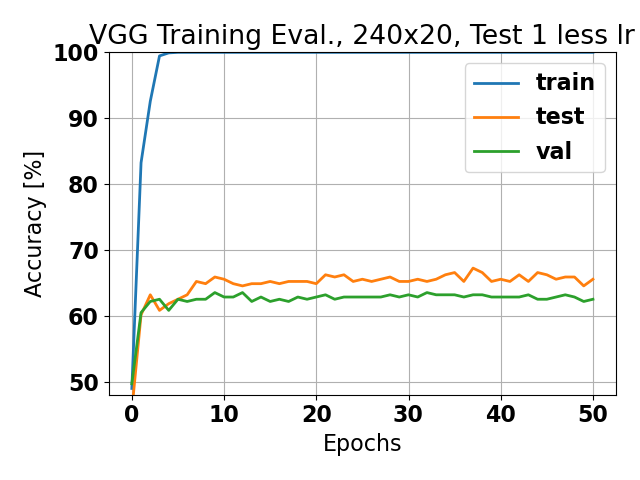 VGG Training Eval., 240x20, Test 1 less lr
100
90
80
70
60
50
Accuracy [%]
train
test
val
0 10 20 30 40 50
Epochs